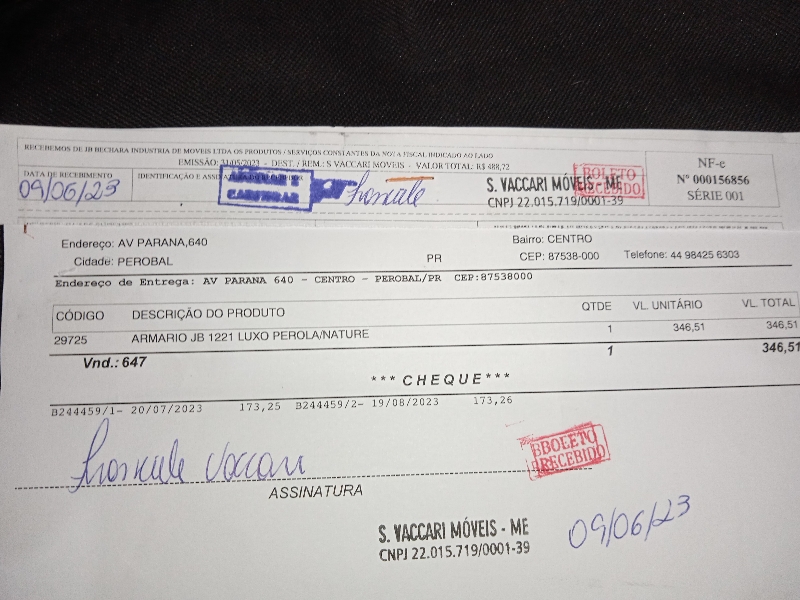 RECEBEMOS DE JB BECHARA INDUSTRIA DE MOVEIS LTDA OS PRODUTOS / SERVIÇOS CONSTANTES DA NOTA FISCAL INDICADO AO LADO
EMISSÃO: 31/05/2023 - DEST. / REM.: S VACCARI MOVEIS - VALOR TOTAL: R$ 488,72
DATA DE RECEBIMENTO
09/06/23
IDENTIFICAÇÃO E ASSINATURA DO RECEBEDOR
CARIMBAR
S. VACCARI MÓVEIS - ME
CNPJ 22.015.719/0001-39
BOLETO
RECEBIDO
NF-e
Nº 000156856
SÉRIE 001
Endereço: AV PARANA,640
Bairro: CENTRO
Cidade: PEROBAL
PR
CEP: 87538-000
Telefone: 44 98425 6303
Endereço de Entrega: AV PARANA 640 - CENTRO - PEROBAL/PR CEP:87538000
CÓDIGO DESCRIÇÃO DO PRODUTO QTDE VL. UNITÁRIO VL. TOTAL
29725 ARMARIO JB 1221 LUXO PEROLA/NATURE 1 346,51 346,51
Vnd.: 647 1 346,51
*** CHEQUE ***
B244459/1- 20/07/2023 173,25 B244459/2- 19/08/2023 173,26
Vaccari
BBOLETO
RECEBIDO
ASSINATURA
S. VACCARI MÓVEIS - ME
CNPJ 22.015.719/0001-39
09/06/23